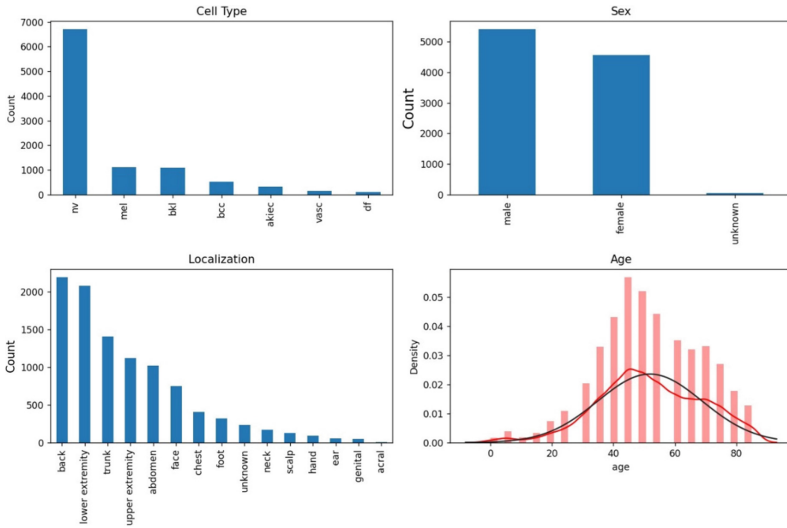 Cell Type
Count
7000
6000
5000
4000
3000
2000
1000
0
nv
mel
bkl
bcc
akiec
vasc
df
Sex
Count
5000
4000
3000
2000
1000
0
male
female
unknown
Localization
Count
2000
1500
1000
500
0
back
lower extremity
trunk
upper extremity
abdomen
face
chest
foot
unknown
neck
scalp
hand
ear
genital
acral
Age
Density
0.05
0.04
0.03
0.02
0.01
0.00
0
20
40
60
80
age